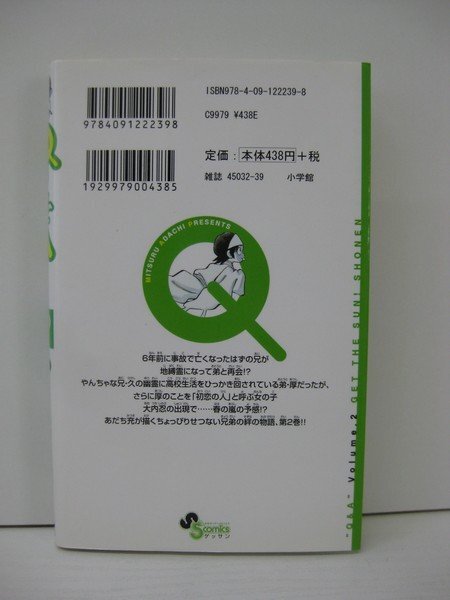 ISBN978-4-09-122239-8
C9979 ¥438E
9784091222398
定価：本体438円＋税
雑誌 45032-39 小学館
1929979004385
MITSURU ADACHI PRESENTS
6年前に事故で亡くなったはずの兄が
地縛霊になって弟と再会!?
やんちゃな兄・久の幽霊に高校生活をひっかき回されている弟・厚だったが、
さらに厚のことを「初恋の人」と呼ぶ女の子
大内忍の出現で……春の嵐の予感!?
あだち充が描くちょっぴりせつない兄弟の絆の物語、第2巻!!
S
S comics
ゲッサン
"Q&A" Volume.2 GET THE SUN! SHONEN